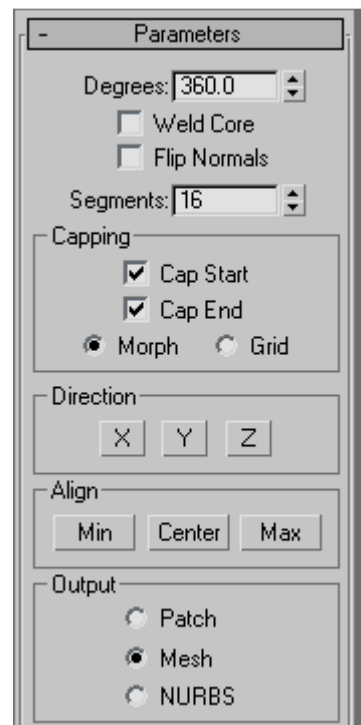 - Parameters
Degrees: 360.0
Weld Core
Flip Normals
Segments: 16
Capping
Cap Start
Cap End
Morph Grid
Direction
X Y Z
Align
Min Center Max
Output
Patch
Mesh
NURBS